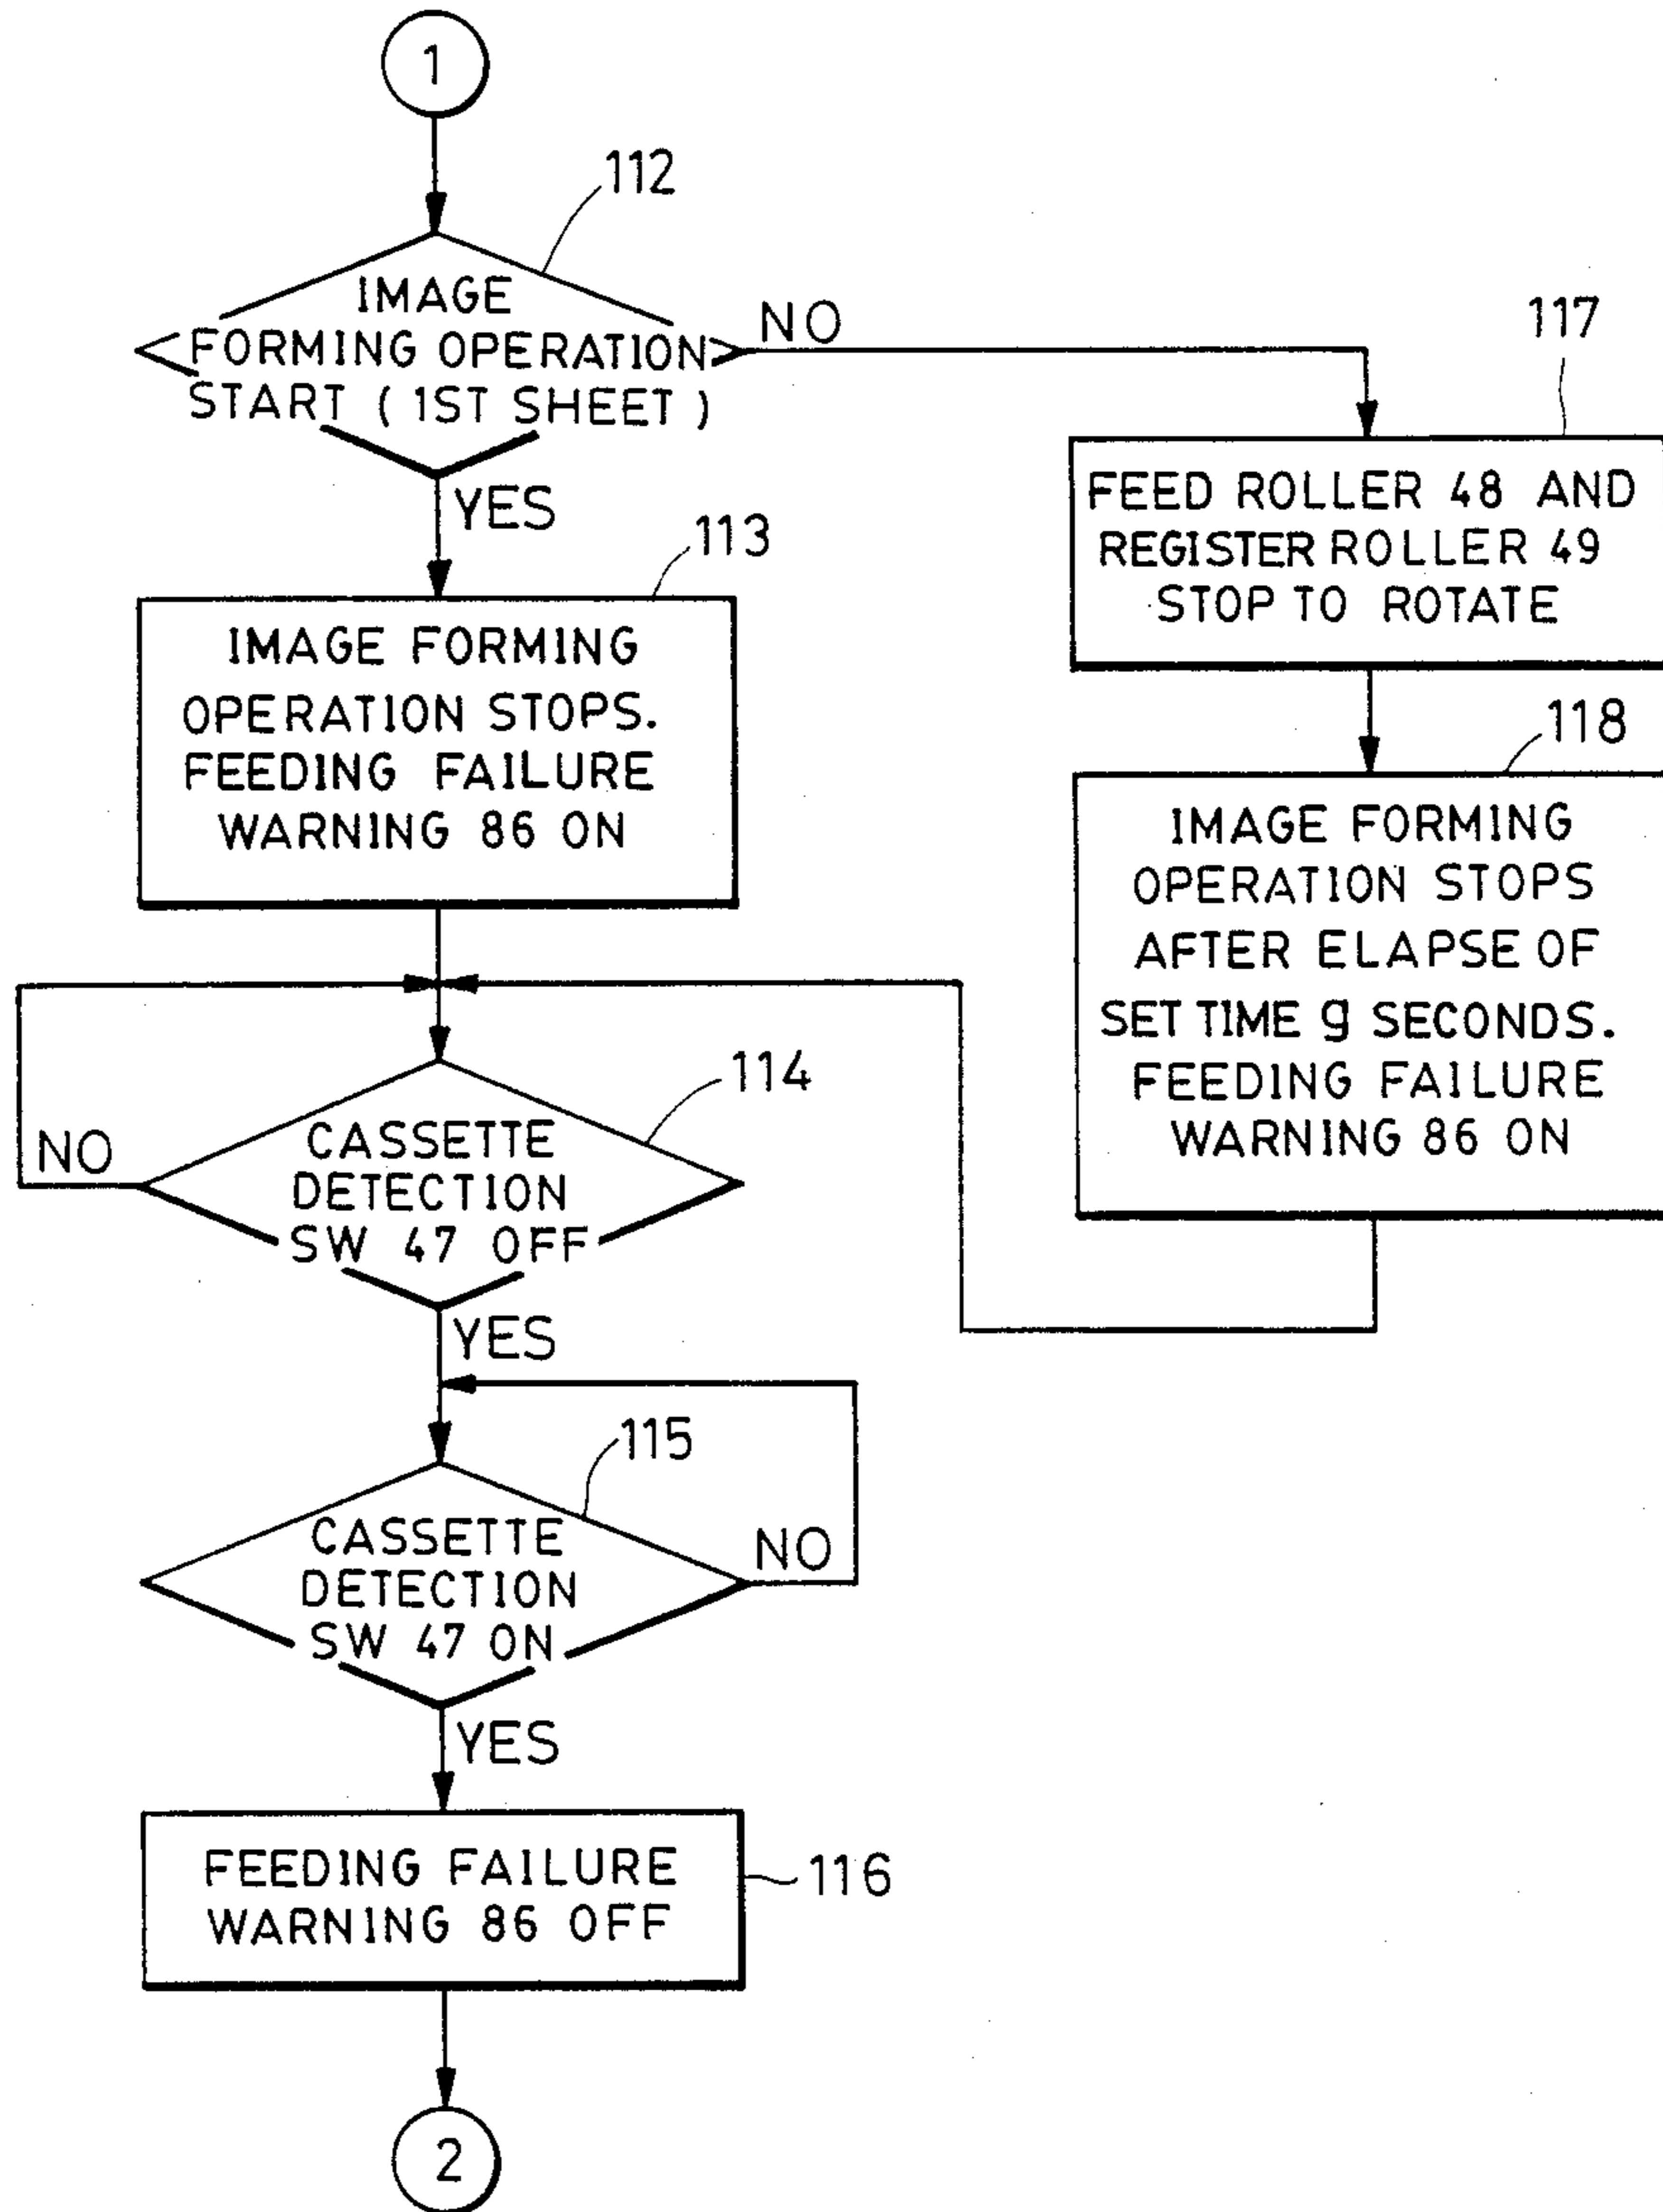 1
112
IMAGE
FORMING OPERATION
START ( 1ST SHEET )
NO
YES
117
FEED ROLLER 48 AND
REGISTER ROLLER 49
STOP TO ROTATE
113
IMAGE FORMING
OPERATION STOPS.
FEEDING FAILURE
WARNING 86 ON
118
IMAGE FORMING
OPERATION STOPS
AFTER ELAPSE OF
SET TIME g SECONDS.
FEEDING FAILURE
WARNING 86 ON
114
CASSETTE
DETECTION
SW 47 OFF
NO
YES
115
CASSETTE
DETECTION
SW 47 ON
NO
YES
FEEDING FAILURE
WARNING 86 OFF
116
2